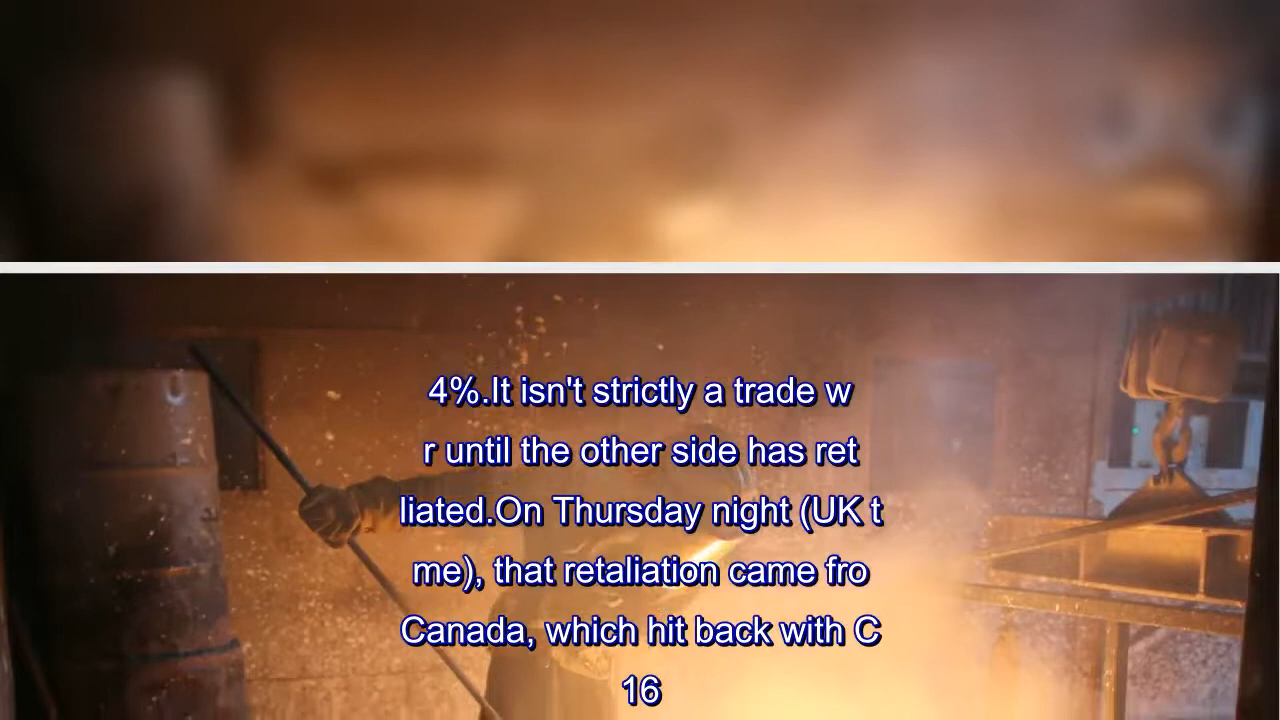 4%.It isn't strictly a trade w
r until the other side has ret
liated.On Thursday night (UK t
me), that retaliation came fro
Canada, which hit back with C
16